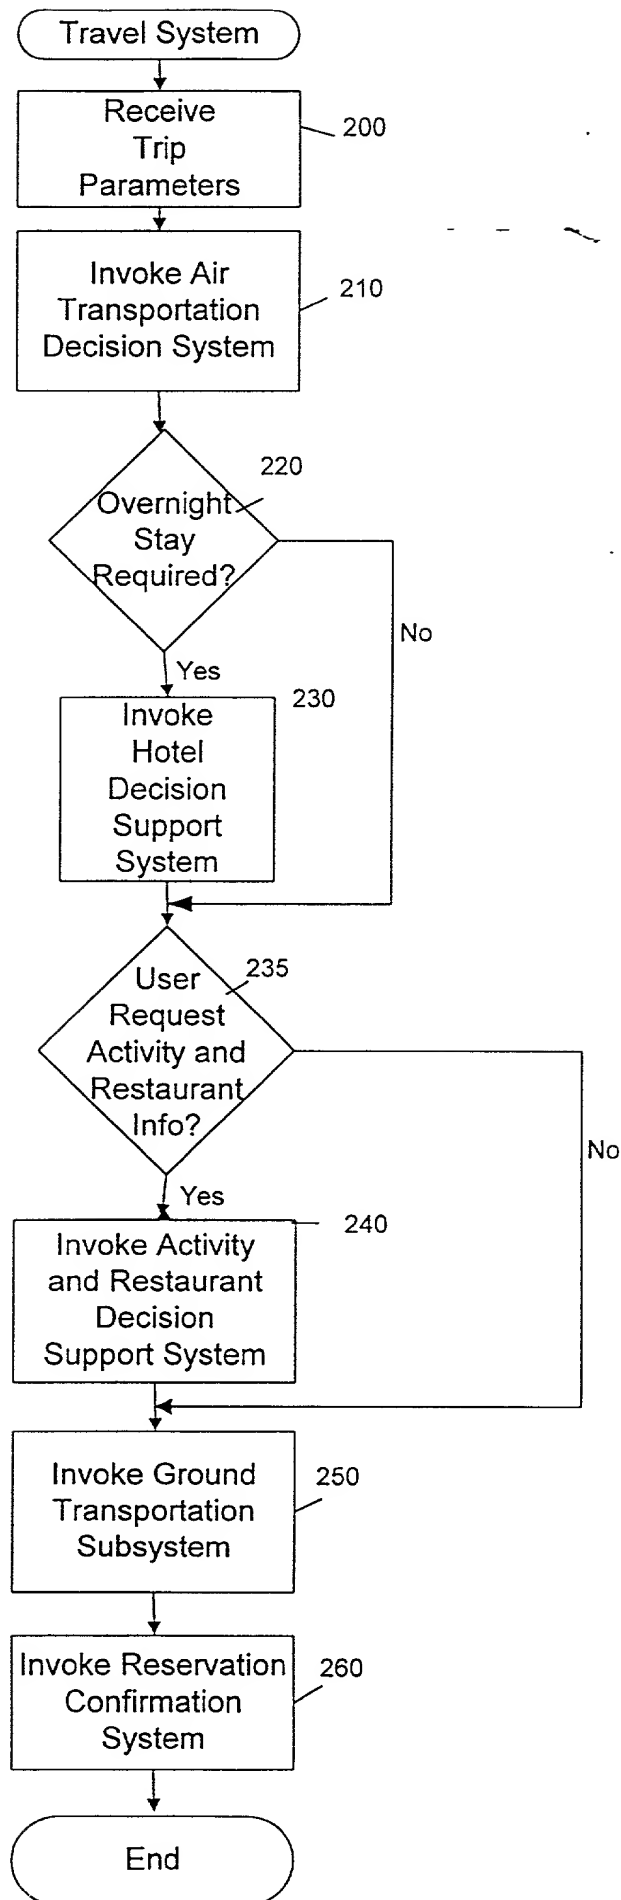 Travel System
Receive
Trip
Parameters
200
Invoke Air
Transportation
Decision System
210
220
Overnight
Stay
Required?
No
Yes
230
Invoke
Hotel
Decision
Support
System
235
User
Request
Activity and
Restaurant
Info?
No
Yes
240
Invoke Activity
and Restaurant
Decision
Support System
Invoke Ground
Transportation
Subsystem
250
Invoke Reservation
Confirmation
System
260
End